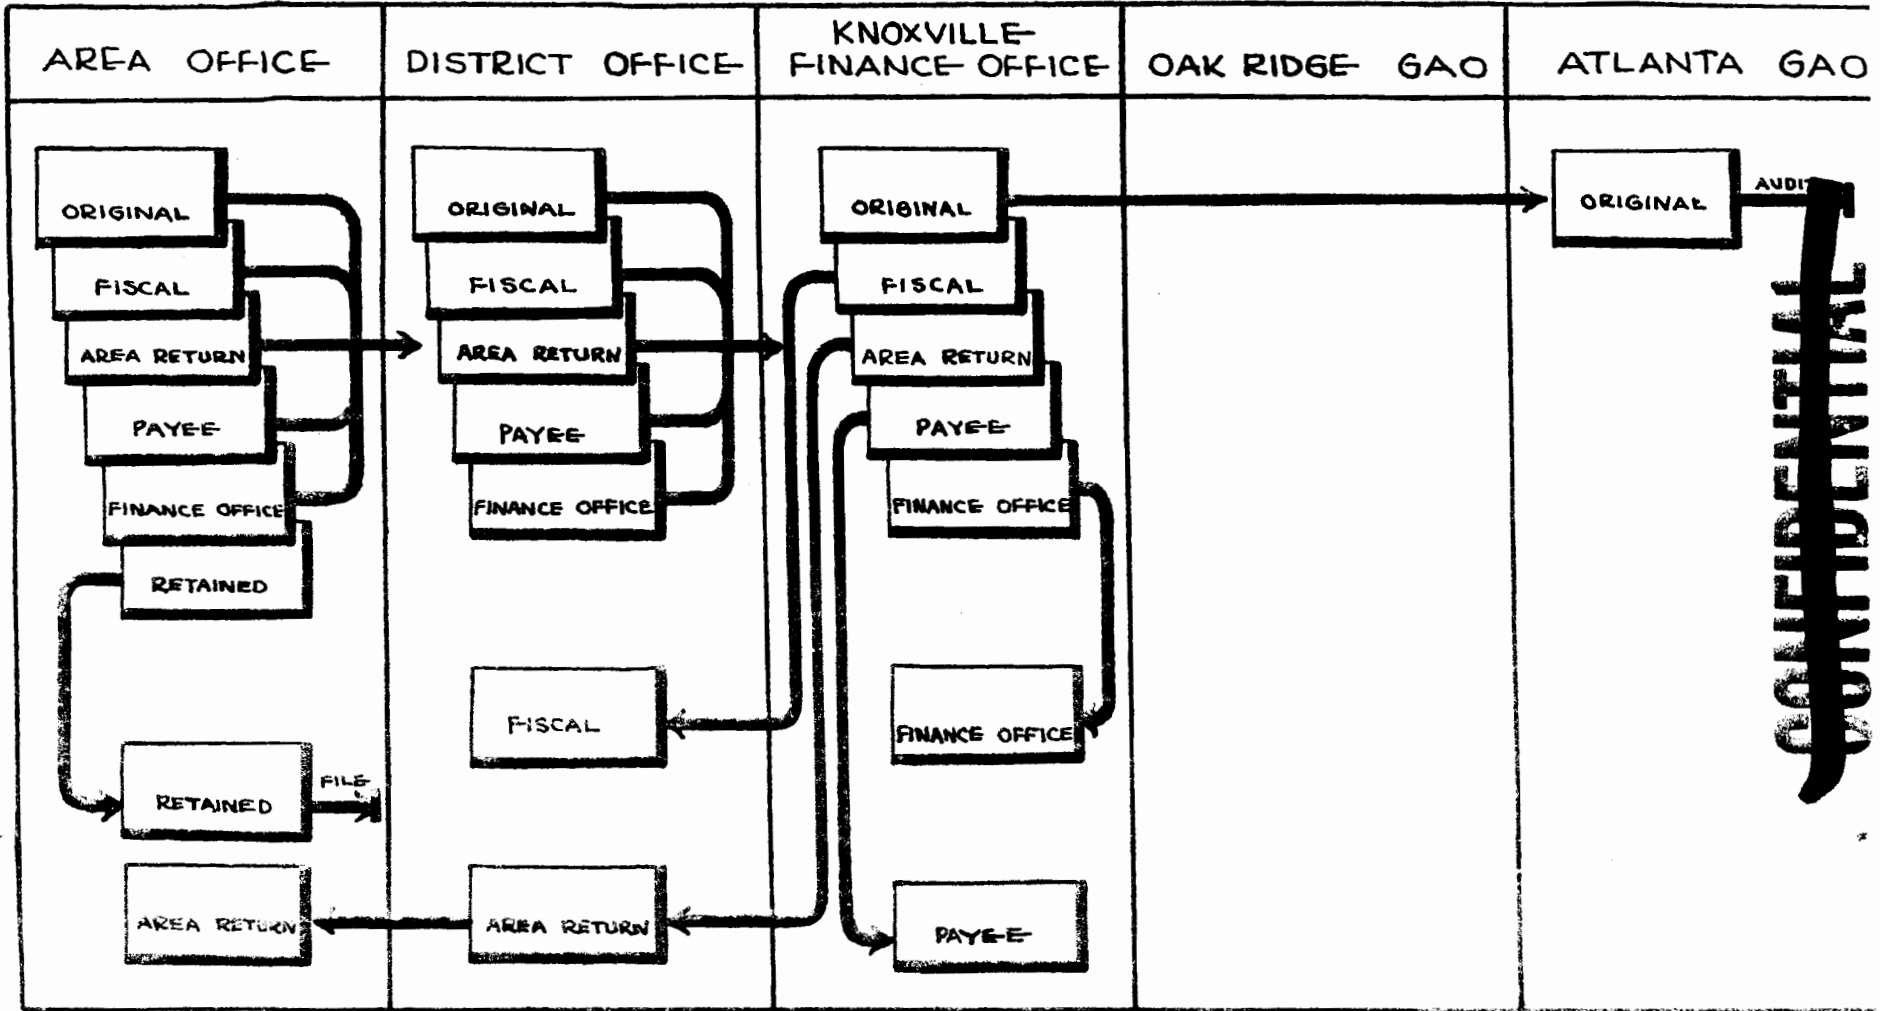 AREA OFFICE
DISTRICT OFFICE
KNOXVILLE
FINANCE OFFICE
OAK RIDGE GAO
ATLANTA GAO
ORIGINAL
FISCAL
AREA RETURN
PAYEE
FINANCE OFFICE
RETAINED
RETAINED
FILE
AREA RETURN
ORIGINAL
FISCAL
AREA RETURN
PAYEE
FINANCE OFFICE
FISCAL
AREA RETURN
ORIGINAL
FISCAL
AREA RETURN
PAYEE
FINANCE OFFICE
FINANCE OFFICE
PAYEE
ORIGINAL
AUDIT
CONFIDENTIAL